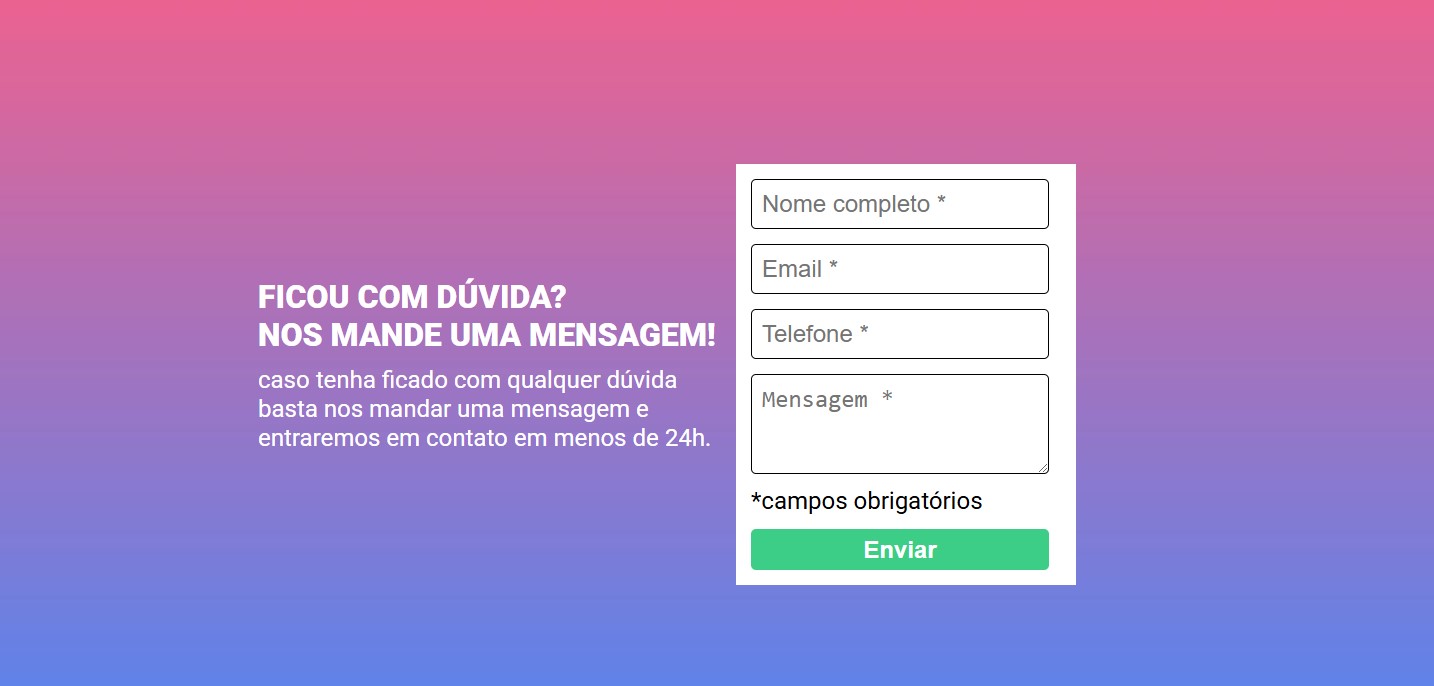 FICOU COM DÚVIDA?
NOS MANDE UMA MENSAGEM!
caso tenha ficado com qualquer dúvida
basta nos mandar uma mensagem e
entraremos em contato em menos de 24h.
Nome completo *
Email *
Telefone *
Mensagem *
*campos obrigatórios
Enviar